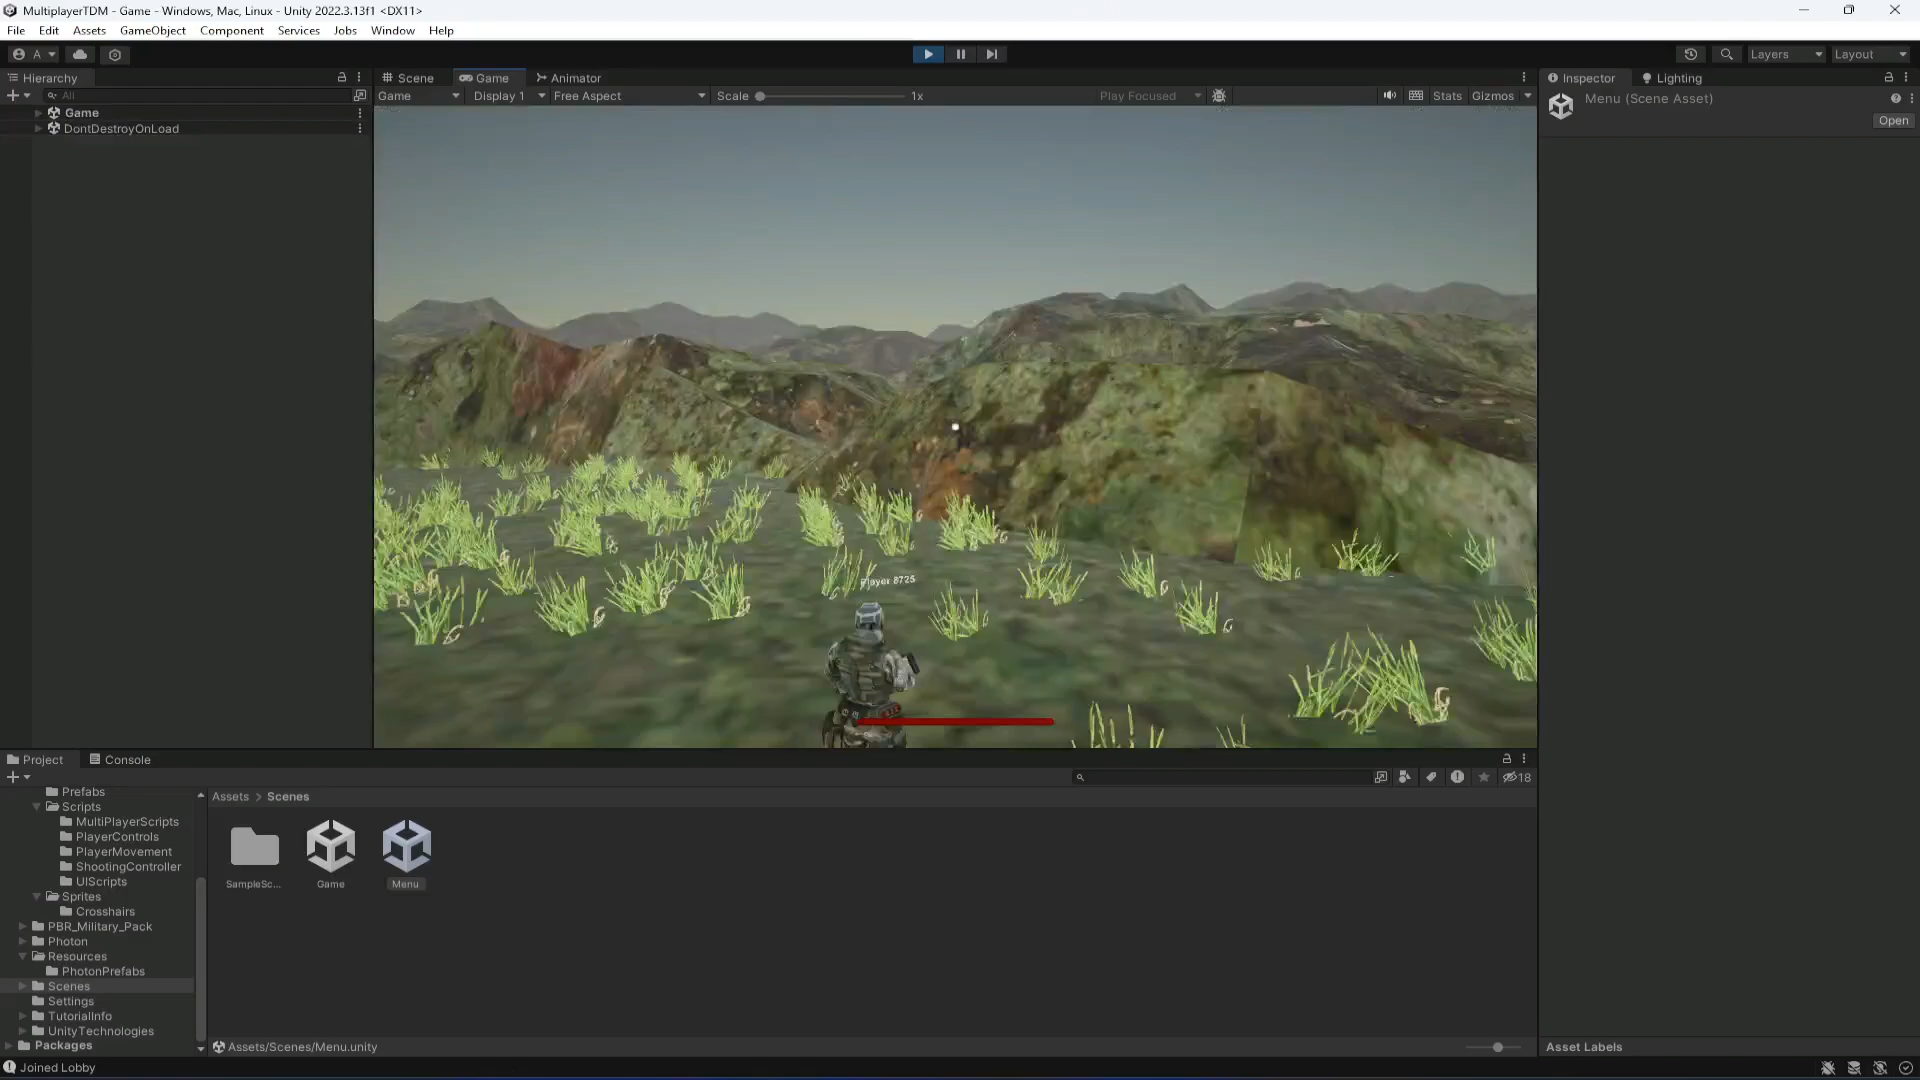 MultiplayerTDM - Game - Windows, Mac, Linux - Unity 2022.3.13f1 <DX11>
File Edit Assets GameObject Component Services Jobs Window Help
A Layers Layout
Hierarchy Scene Game Animator Inspector Lighting
All Game Display 1 Free Aspect Scale 1x Play Focused Stats Gizmos Menu (Scene Asset)
Game
Open
DontDestroyOnLoad
Player 8725
Project Console
18
Prefabs
Assets > Scenes
Scripts
MultiPlayerScripts
PlayerControls
PlayerMovement
ShootingController
UIScripts
SampleSc... Game Menu
Sprites
Crosshairs
PBR_Military_Pack
Photon
Resources
PhotonPrefabs
Scenes
Settings
TutorialInfo
UnityTechnologies
Packages
Assets/Scenes/Menu.unity
Asset Labels
Joined Lobby